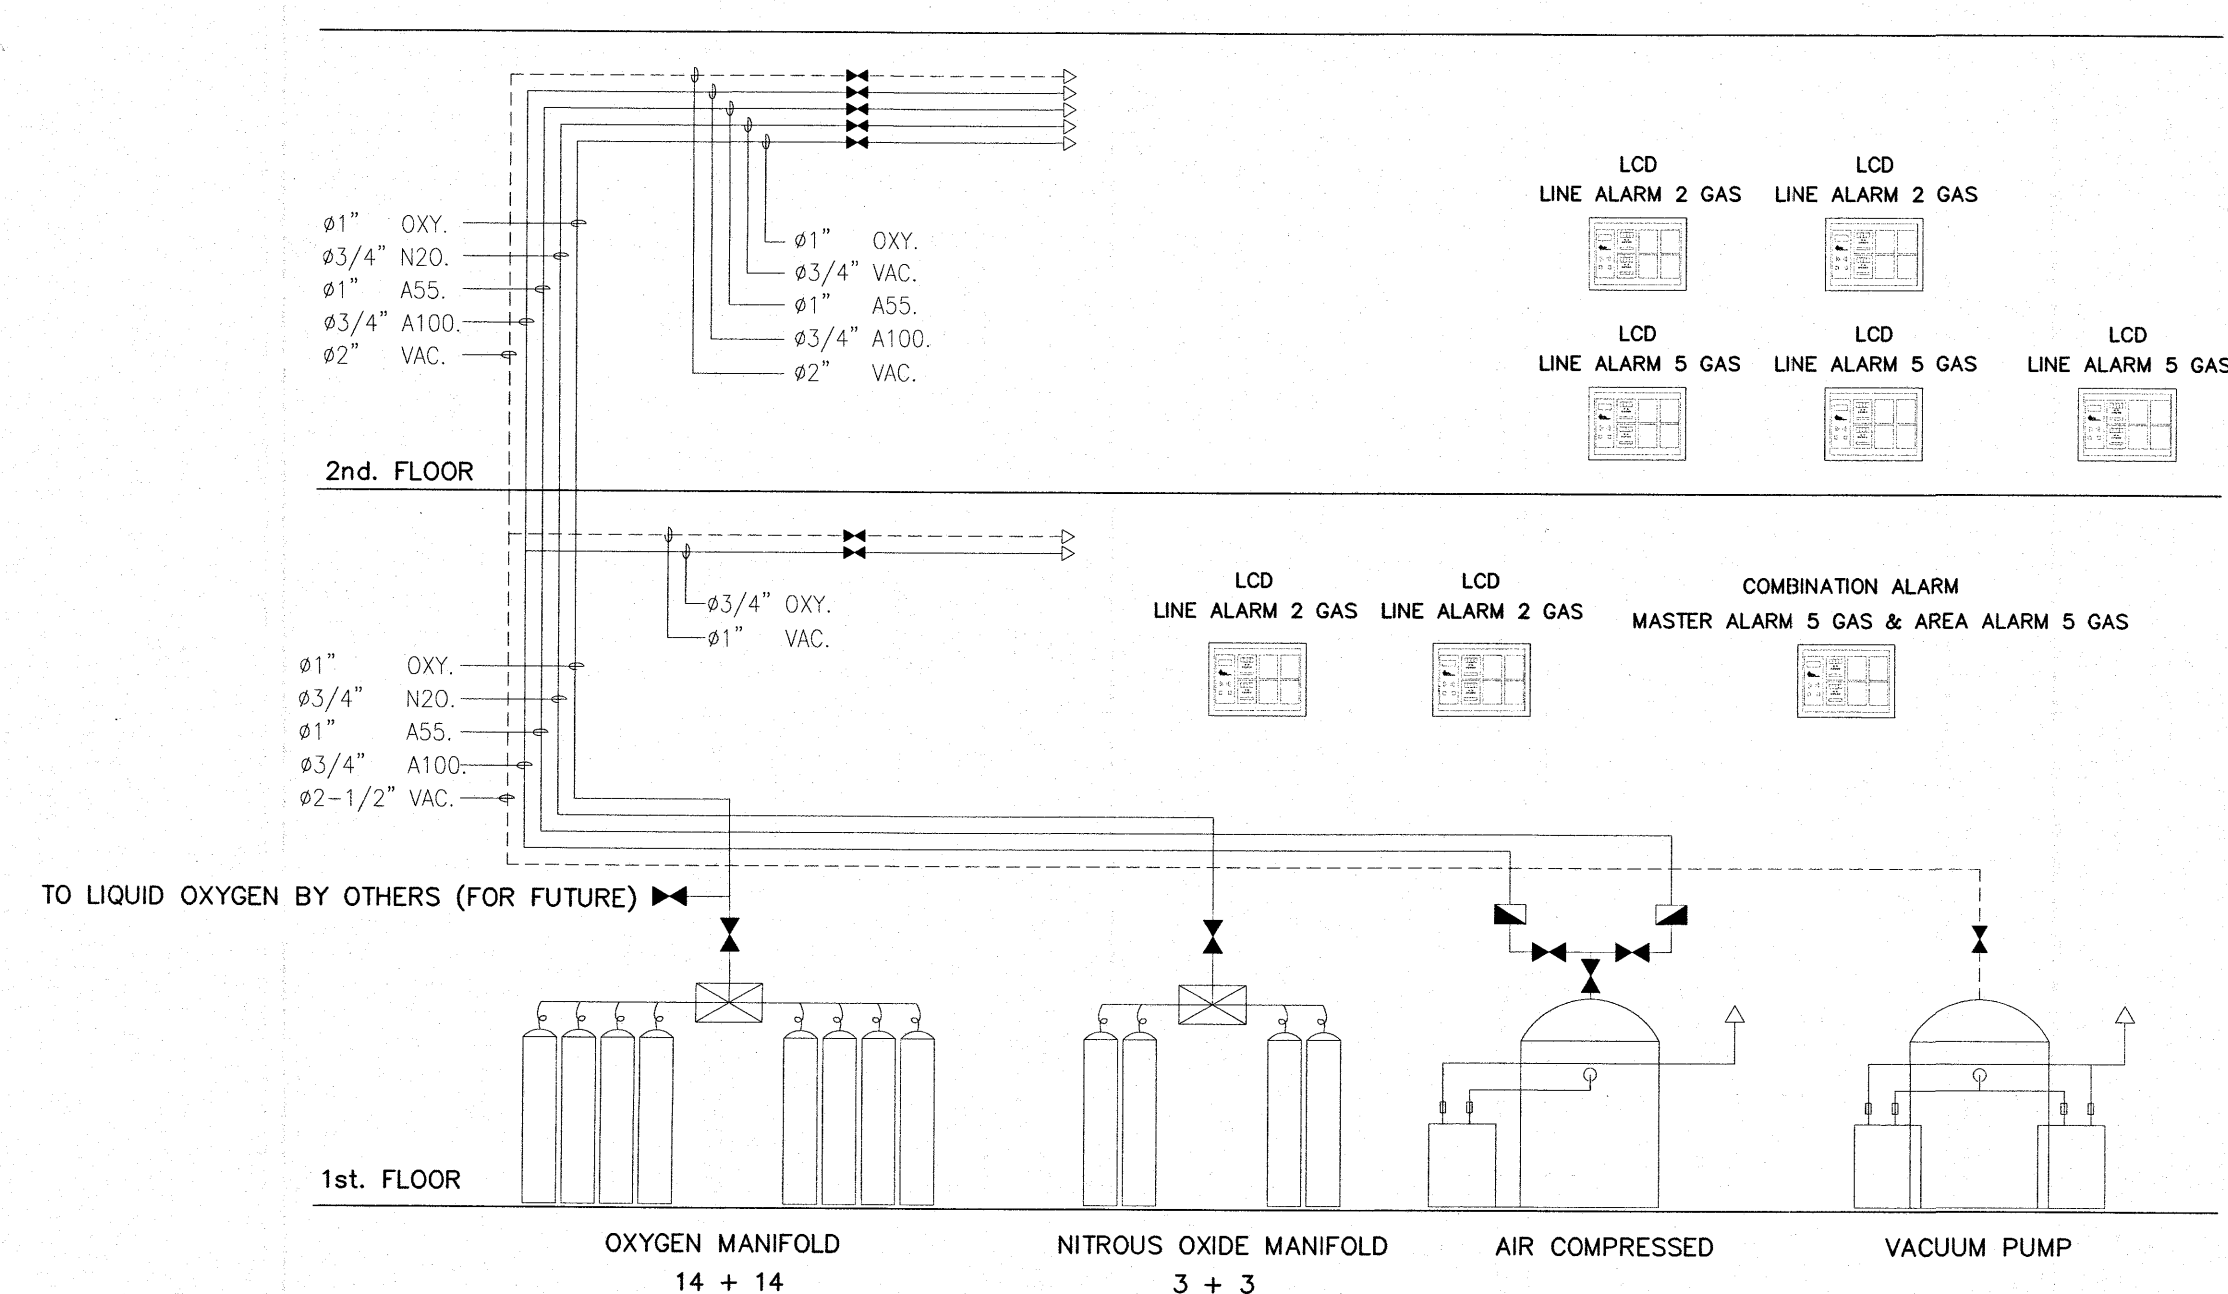 ø1" OXY.
ø3/4" N2O.
ø1" A55.
ø3/4" A100.
ø2" VAC.
ø1" OXY.
ø3/4" VAC.
ø1" A55.
ø3/4" A100.
ø2" VAC.
LCD
LINE ALARM 2 GAS
LCD
LINE ALARM 2 GAS
LCD
LINE ALARM 5 GAS
LCD
LINE ALARM 5 GAS
LCD
LINE ALARM 5 GAS
2nd. FLOOR
ø3/4" OXY.
ø1" VAC.
LCD
LINE ALARM 2 GAS
LCD
LINE ALARM 2 GAS
COMBINATION ALARM
MASTER ALARM 5 GAS & AREA ALARM 5 GAS
ø1" OXY.
ø3/4" N2O.
ø1" A55.
ø3/4" A100.
ø2-1/2" VAC.
TO LIQUID OXYGEN BY OTHERS (FOR FUTURE)
1st. FLOOR
OXYGEN MANIFOLD
14 + 14
NITROUS OXIDE MANIFOLD
3 + 3
AIR COMPRESSED
VACUUM PUMP